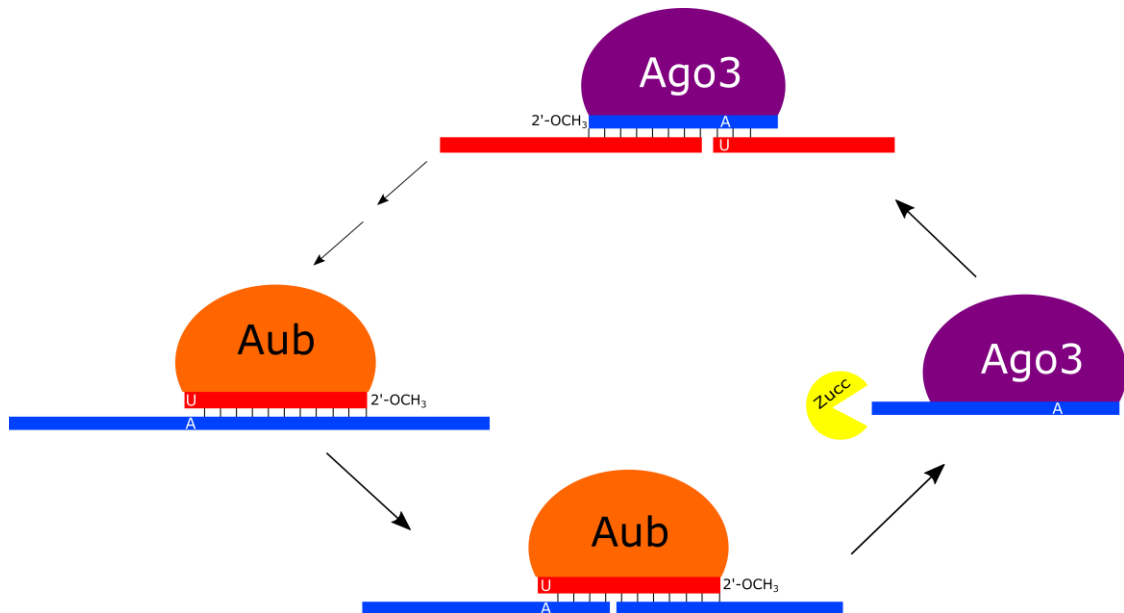 Ago3
2'-OCH₃
A
U
Aub
U
2'-OCH₃
A
Ago3
Zucc
A
Aub
U
2'-OCH₃
A